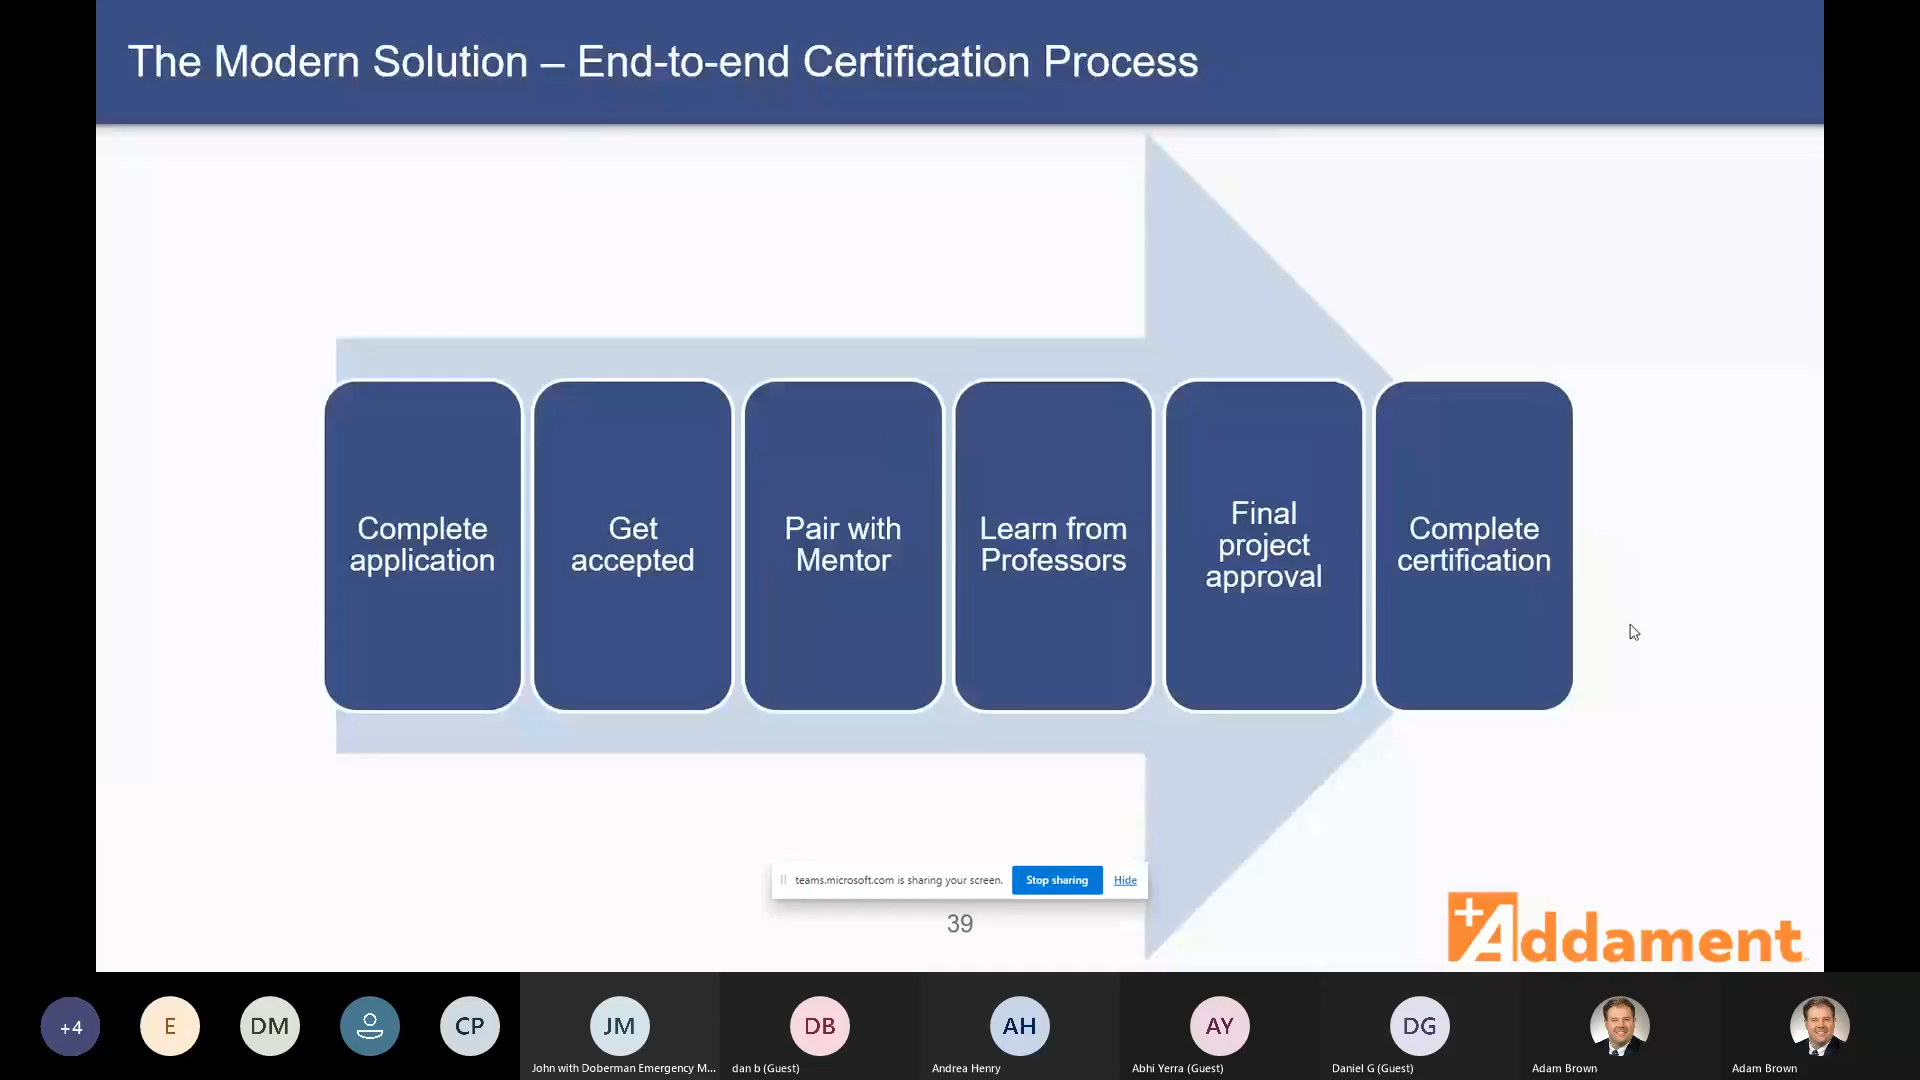 The Modern Solution – End-to-end Certification Process
Complete
application
Get
accepted
Pair with
Mentor
Learn from
Professors
Final
project
approval
Complete
certification
teams.microsoft.com is sharing your screen.
Stop sharing
Hide
39
+Addament
+4
E
DM
CP
JM
DB
AH
AY
DG
John with Doberman Emergency M...
dan b (Guest)
Andrea Henry
Abhi Yerra (Guest)
Daniel G (Guest)
Adam Brown
Adam Brown